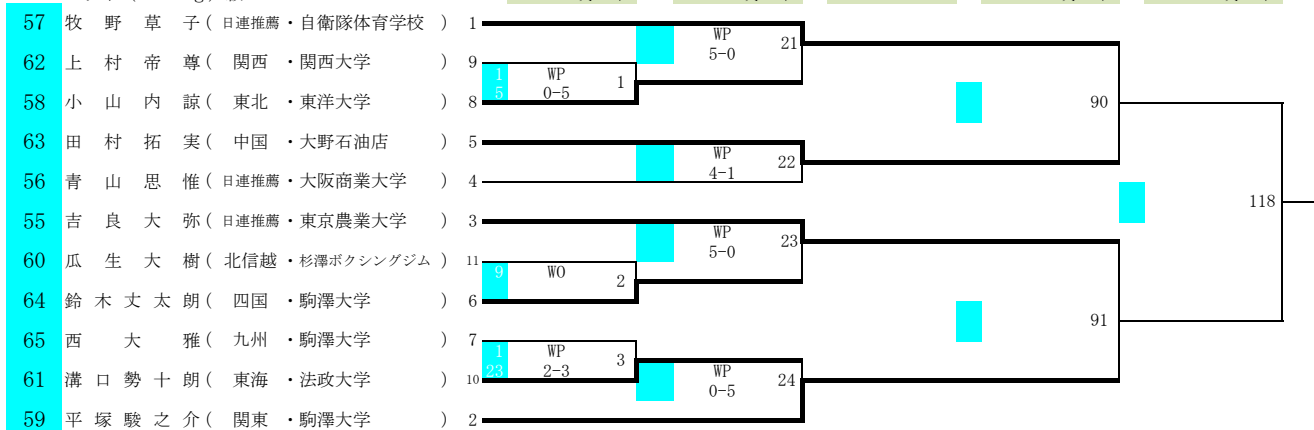 57 牧野草子(日連推薦・自衛隊体育学校) 1
WP 21
5-0
62 上村帝尊(関西・関西大学) 9
1 WP 1
5 0-5
58 小山内諒(東北・東洋大学) 8
90
63 田村拓実(中国・大野石油店) 5
WP 22
4-1
56 青山思惟(日連推薦・大阪商業大学) 4
118
55 吉良大弥(日連推薦・東京農業大学) 3
WP 23
5-0
60 瓜生大樹(北信越・杉澤ボクシングジム) 11
9 WO 2
64 鈴木丈太朗(四国・駒澤大学) 6
91
65 西大雅(九州・駒澤大学) 7
1 WP 3
23 2-3
61 溝口勢十朗(東海・法政大学) 10
WP 24
0-5
59 平塚駿之介(関東・駒澤大学) 2